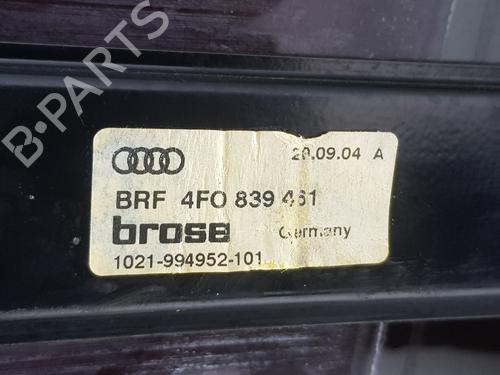 B-PARTS
20.09.04 A
BRF 4F0 839 461
brose
Germany
1021-994952-101